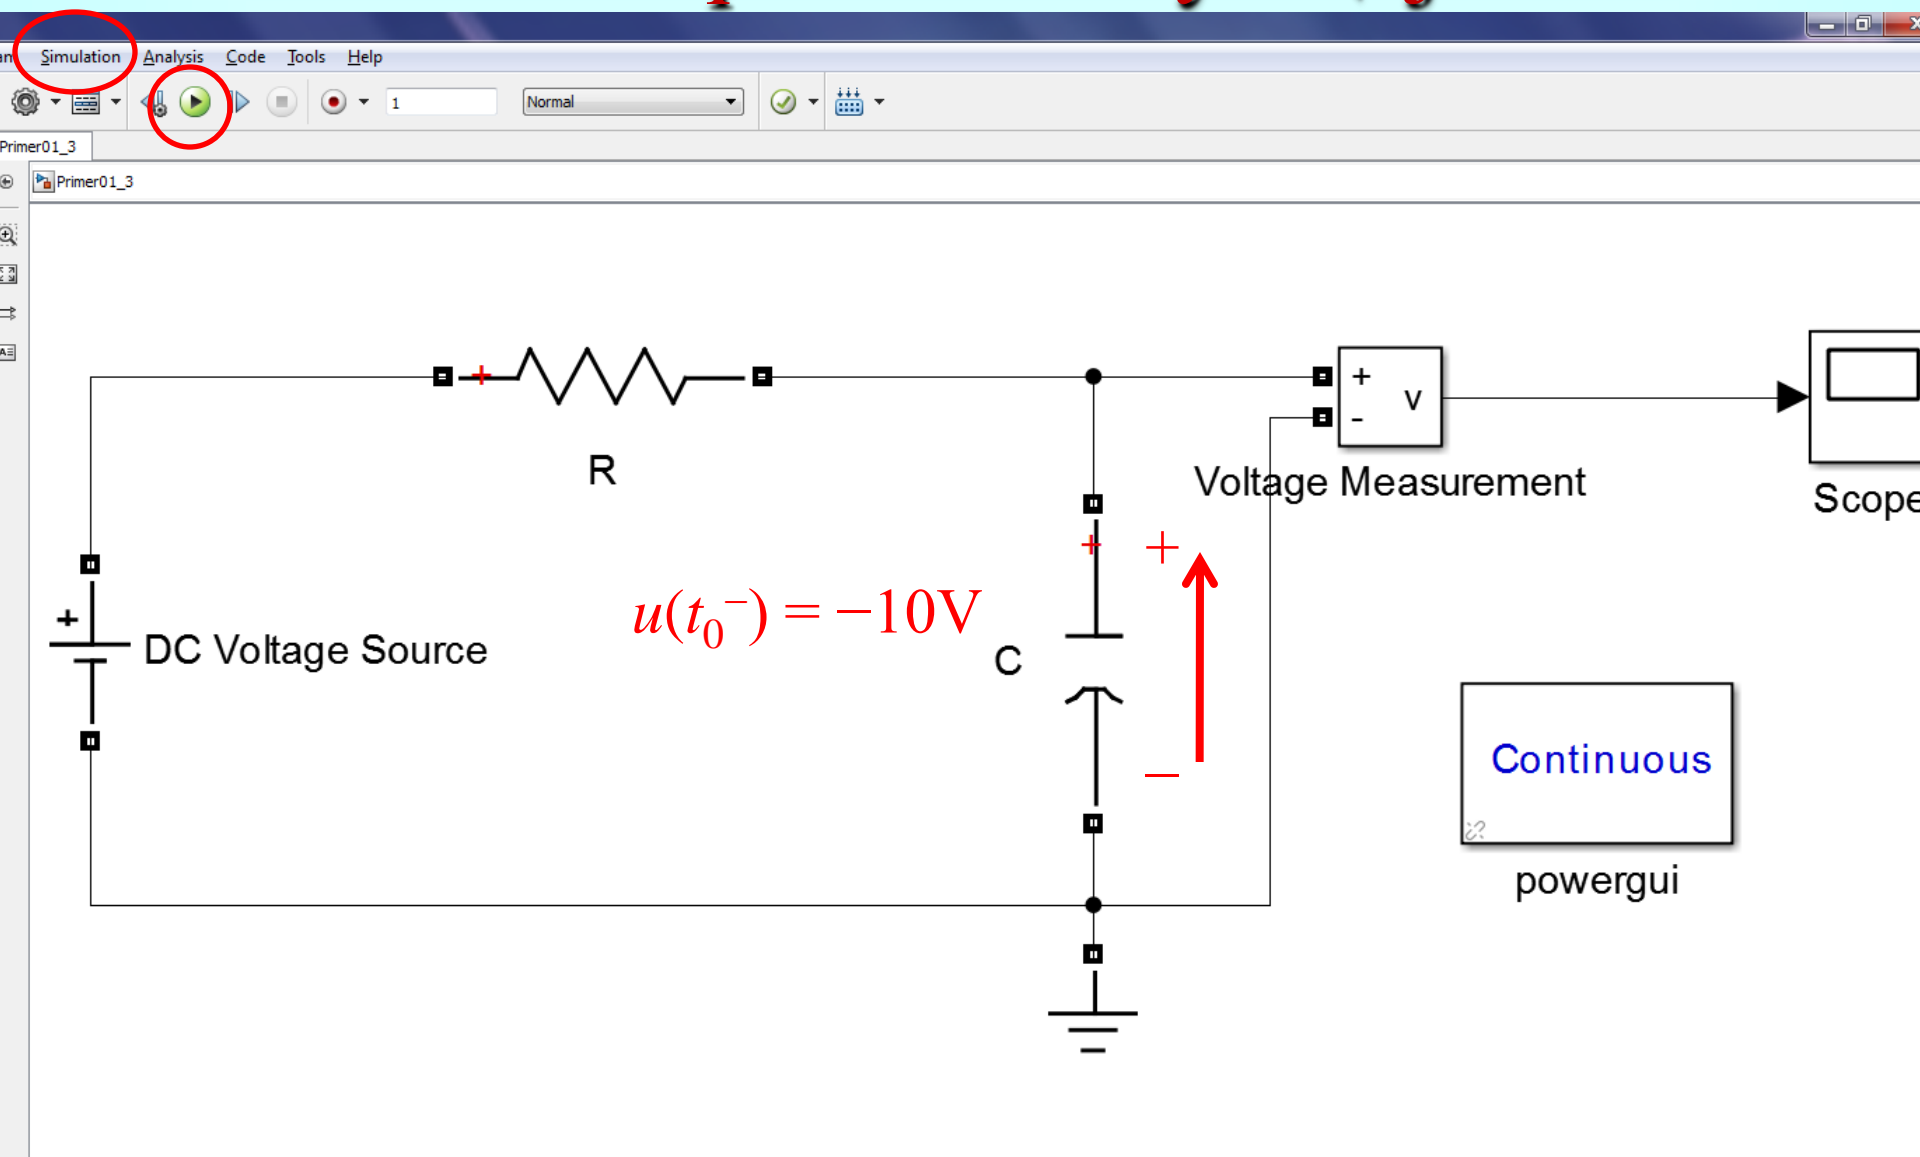 Simulation Analysis Code Tools Help
1 Normal
Primer01_3
Primer01_3
+
+ v
-
R
Voltage Measurement
Scope
+ +
u(t₀⁻) = −10V
+
DC Voltage Source
C
−
Continuous
powergui